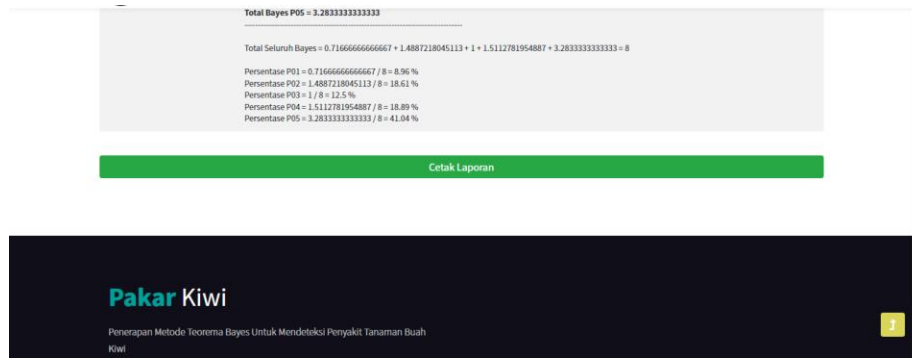 Total Bayes P05 = 3.2833333333333
Total Seluruh Bayes = 0.71666666666667 + 1.4887218045113 + 1 + 1.5112781954887 + 3.2833333333333 = 8
Persentase P01 = 0.71666666666667 / 8 = 8.96 %
Persentase P02 = 1.4887218045113 / 8 = 18.61 %
Persentase P03 = 1 / 8 = 12.5 %
Persentase P04 = 1.5112781954887 / 8 = 18.89 %
Persentase P05 = 3.2833333333333 / 8 = 41.04 %
Cetak Laporan
Pakar Kiwi
Penerapan Metode Teorema Bayes Untuk Mendeteksi Penyakit Tanaman Buah
Kiwi